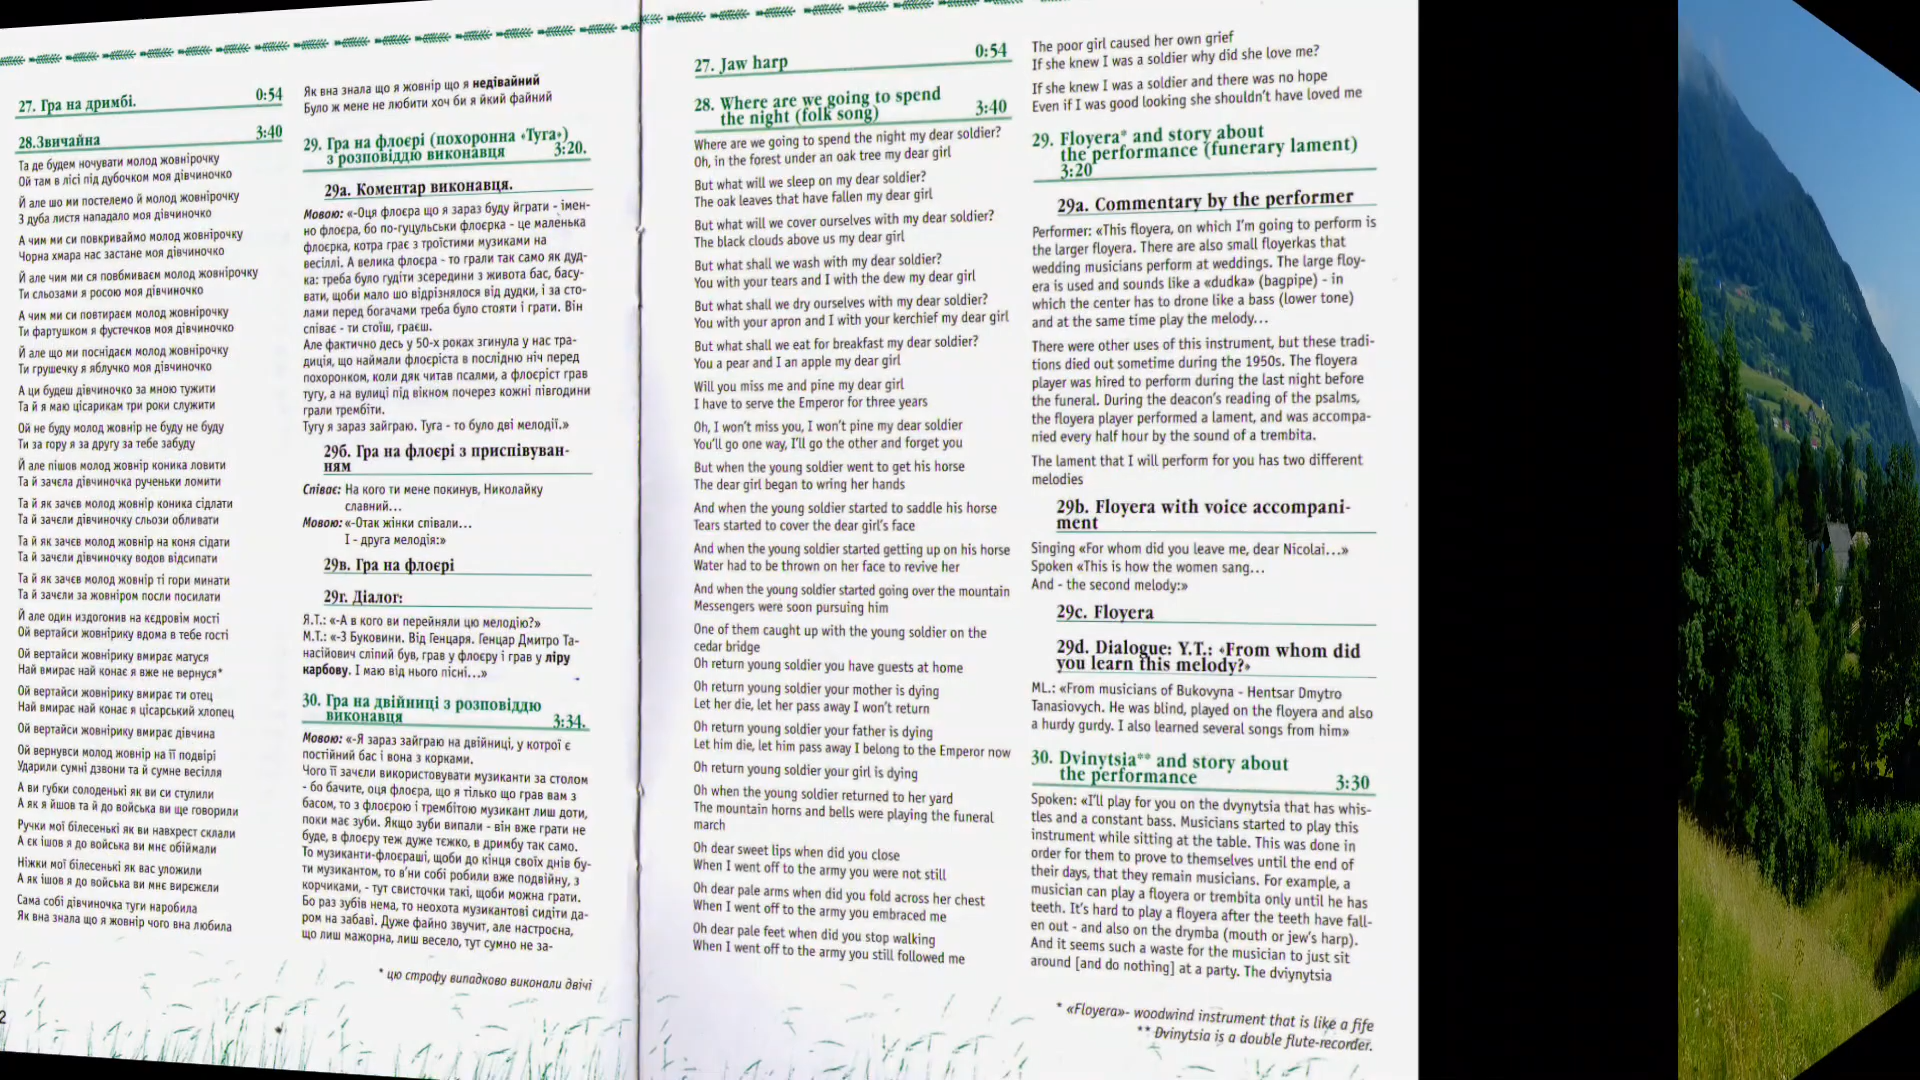 27. Гра на дримбі. 0:54
28.Звичайна 3:40
Та де будем ночувати молод жовнірочку
Ой там в лісі під дубочком моя дівчиночко
Й але шо ми постелемо й молод жовнірочку
З дуба листя нападало моя дівчиночко
А чим ми си повкриваймо молод жовнірочку
Чорна хмара нас застане моя дівчиночко
Й але чим ми ся повбмиваєм молод жовнірочку
Ти сльозами я росою моя дівчиночко
А чим ми си повтираєм молод жовнірочку
Ти фартушком я фустечков моя дівчиночко
Й але що ми поснідаєм молод жовнірочку
Ти грушечку я яблучко моя дівчиночко
А ци будеш дівчиночко за мною тужити
Та й я маю цісарикам три роки служити
Ой не буду молод жовнір не буду не буду
Ти за гору я за другу за тебе забуду
Й але пішов молод жовнір коника ловити
Та й зачєла дівчиночка рученьки ломити
Та й як зачєв молод жовнір коника сідлати
Та й зачєли дівчиночку сльози обливати
Та й як зачєв молод жовнір на коня сідати
Та й зачєли дівчиночку водов відсипати
Та й як зачєв молод жовнір ті гори минати
Та й зачєли за жовніром посли посилати
Й але один издогонив на кєдровім мості
Ой вертайси жовнірику вдома в тебе гості
Ой вертайси жовнірику вмирає матуся
Най вмирає най конає я вже не вернуся*
Ой вертайси жовнірику вмирає ти отец
Най вмирає най конає я цісарський хлопец
Ой вертайси жовнірику вмирає дівчина
Ой вернувси молод жовнір на її подвірі
Ударили сумні дзвони та й сумне весілля
А ви губки солоденькі як ви си стулили
А як я йшов та й до війська ви ще говорили
Ручки мої білесенькі як ви навхрест склали
А єк ішов я до війська ви мнє обіймали
Ніжки мої білесенькі як вас уложили
А як ішов я до війська ви мнє вирєжєли
Сама собі дівчиночка туги наробила
Як вна знала що я жовнір чого вна любила
Як вна знала що я жовнір що я недівайний
Було ж мене не любити хоч би я йкий файний
29. Гра на флоєрі (похоронна «Туга»)
з розповіддю виконавця 3:20.
29а. Коментар виконавця.
Мовою: «-Оця флоєра що я зараз буду йграти - імен-
но флоєра, бо по-гуцульськи флоєрка - це маленька
флоєрка, котра грає з троїстими музиками на
весіллі. А велика флоєра - то грали так само як дуд-
ка: треба було гудіти зсередини з живота бас, басу-
вати, щоби мало шо відрізнялося від дудки, і за сто-
лами перед богачами треба було стояти і грати. Він
співає - ти стоїш, граєш.
Але фактично десь у 50-х роках згинула у нас тра-
диція, що наймали флоєріста в послідню ніч перед
похоронком, коли дяк читав псалми, а флоєріст грав
тугу, а на вулиці під вікном почерез кожні півгодини
грали трембіти.
Тугу я зараз зайграю. Туга - то було дві мелодії.»
29б. Гра на флоєрі з приспівуван-
ням
Співає: На кого ти мене покинув, Николайку
славний...
Мовою: «-Отак жінки співали...
І - друга мелодія:»
29в. Гра на флоєрі
29г. Діалог:
Я.Т.: «-А в кого ви перейняли цю мелодію?»
М.Т.: «-З Буковини. Від Генцаря. Генцар Дмитро Та-
насійович сліпий був, грав у флоєру і грав у ліру
карбову. І маю від нього пісні...»
30. Гра на двійниці з розповіддю
виконавця 3:34.
Мовою: «-Я зараз зайграю на двійниці, у котрої є
постійний бас і вона з корками.
Чого її зачєли використовувати музиканти за столом
- бо бачите, оця флоєра, що я тілько що грав вам з
басом, то з флоєрою і трембітою музикант лиш доти,
поки має зуби. Якщо зуби випали - він вже грати не
буде, в флоєру теж дуже тєжко, в дримбу так само.
То музиканти-флоєраші, щоби до кінця своїх днів бу-
ти музикантом, то в'ни собі робили вже подвійну, з
корчиками, - тут свисточки такі, щоби можна грати.
Бо раз зубів нема, то неохота музикантові сидіти да-
ром на забаві. Дуже файно звучит, але настроєна,
що лиш мажорна, лиш весело, тут сумно не за-
* цю строфу випадково виконали двічі
2
27. Jaw harp 0:54
28. Where are we going to spend
the night (folk song) 3:40
Where are we going to spend the night my dear soldier?
Oh, in the forest under an oak tree my dear girl
But what will we sleep on my dear soldier?
The oak leaves that have fallen my dear girl
But what will we cover ourselves with my dear soldier?
The black clouds above us my dear girl
But what shall we wash with my dear soldier?
You with your tears and I with the dew my dear girl
But what shall we dry ourselves with my dear soldier?
You with your apron and I with your kerchief my dear girl
But what shall we eat for breakfast my dear soldier?
You a pear and I an apple my dear girl
Will you miss me and pine my dear girl
I have to serve the Emperor for three years
Oh, I won't miss you, I won't pine my dear soldier
You'll go one way, I'll go the other and forget you
But when the young soldier went to get his horse
The dear girl began to wring her hands
And when the young soldier started to saddle his horse
Tears started to cover the dear girl's face
And when the young soldier started getting up on his horse
Water had to be thrown on her face to revive her
And when the young soldier started going over the mountain
Messengers were soon pursuing him
One of them caught up with the young soldier on the
cedar bridge
Oh return young soldier you have guests at home
Oh return young soldier your mother is dying
Let her die, let her pass away I won't return
Oh return young soldier your father is dying
Let him die, let him pass away I belong to the Emperor now
Oh return young soldier your girl is dying
Oh when the young soldier returned to her yard
The mountain horns and bells were playing the funeral
march
Oh dear sweet lips when did you close
When I went off to the army you were not still
Oh dear pale arms when did you fold across her chest
When I went off to the army you embraced me
Oh dear pale feet when did you stop walking
When I went off to the army you still followed me
The poor girl caused her own grief
If she knew I was a soldier why did she love me?
If she knew I was a soldier and there was no hope
Even if I was good looking she shouldn't have loved me
29. Floyera* and story about
the performance (funerary lament)
3:20
29a. Commentary by the performer
Performer: «This floyera, on which I'm going to perform is
the larger floyera. There are also small floyerkas that
wedding musicians perform at weddings. The large floy-
era is used and sounds like a «dudka» (bagpipe) - in
which the center has to drone like a bass (lower tone)
and at the same time play the melody...
There were other uses of this instrument, but these tradi-
tions died out sometime during the 1950s. The floyera
player was hired to perform during the last night before
the funeral. During the deacon's reading of the psalms,
the floyera player performed a lament, and was accompa-
nied every half hour by the sound of a trembita.
The lament that I will perform for you has two different
melodies
29b. Floyera with voice accompani-
ment
Singing «For whom did you leave me, dear Nicolai...»
Spoken «This is how the women sang...
And - the second melody:»
29c. Floyera
29d. Dialogue: Y.T.: «From whom did
you learn this melody?»
ML.: «From musicians of Bukovyna - Hentsar Dmytro
Tanasiovych. He was blind, played on the floyera and also
a hurdy gurdy. I also learned several songs from him»
30. Dvinytsia** and story about
the performance 3:30
Spoken: «I'll play for you on the dvynytsia that has whis-
tles and a constant bass. Musicians started to play this
instrument while sitting at the table. This was done in
order for them to prove to themselves until the end of
their days, that they remain musicians. For example, a
musician can play a floyera or trembita only until he has
teeth. It's hard to play a floyera after the teeth have fall-
en out - and also on the drymba (mouth or jew's harp).
And it seems such a waste for the musician to just sit
around [and do nothing] at a party. The dviynytsia
* «Floyera»- woodwind instrument that is like a fife
** Dvinytsia is a double flute-recorder.